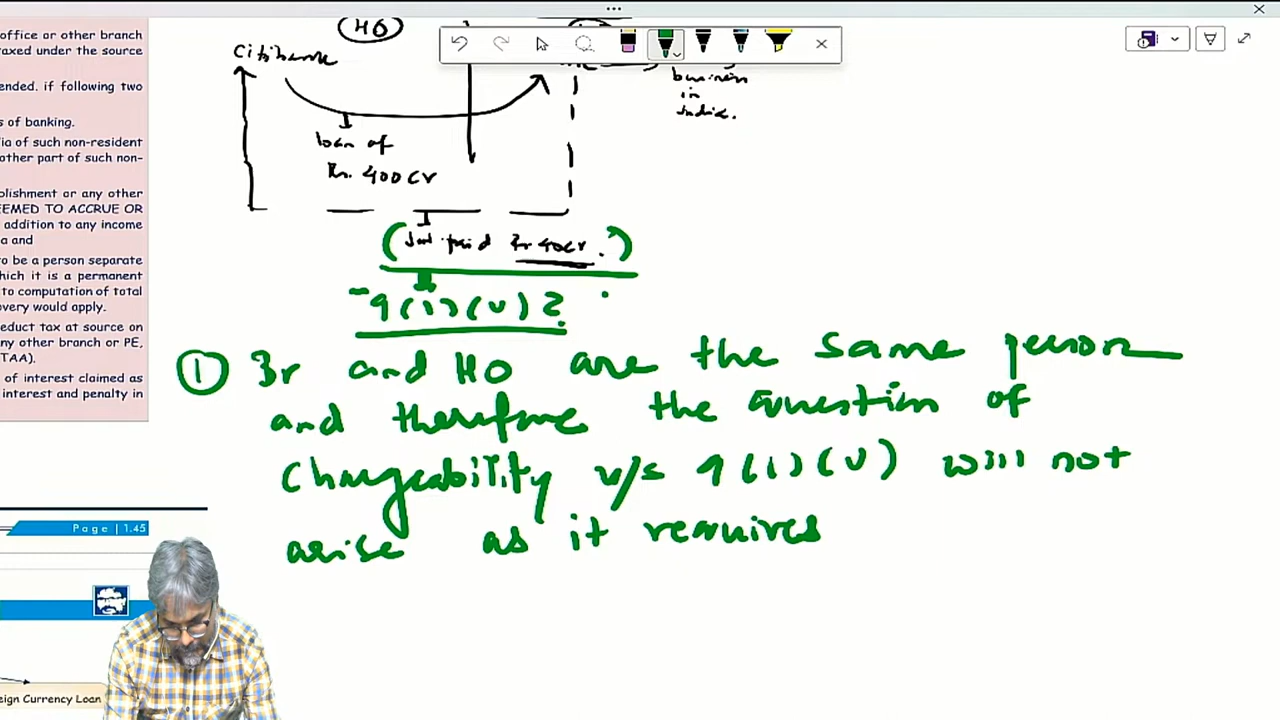 office or other branch
taxed under the source
ended. if following two
s of banking.
ia of such non-resident
other part of such non-
blishment or any other
EEMED TO ACCRUE OR
addition to any income
a and
to be a person separate
hich it is a permanent
to computation of total
overy would apply.
educt tax at source on
ny other branch or PE,
TAA).
of interest claimed as
interest and penalty in
Page | 1.45
eign Currency Loan
HO
Citibank
business
in
India.
loan of
Rs. 400 cr
(Int paid Rs 40cr.)
9(1)(v)?
① Br and HO are the same person
and therefore the question of
Chargeability u/s 9(1)(v) will not
arise as it requires